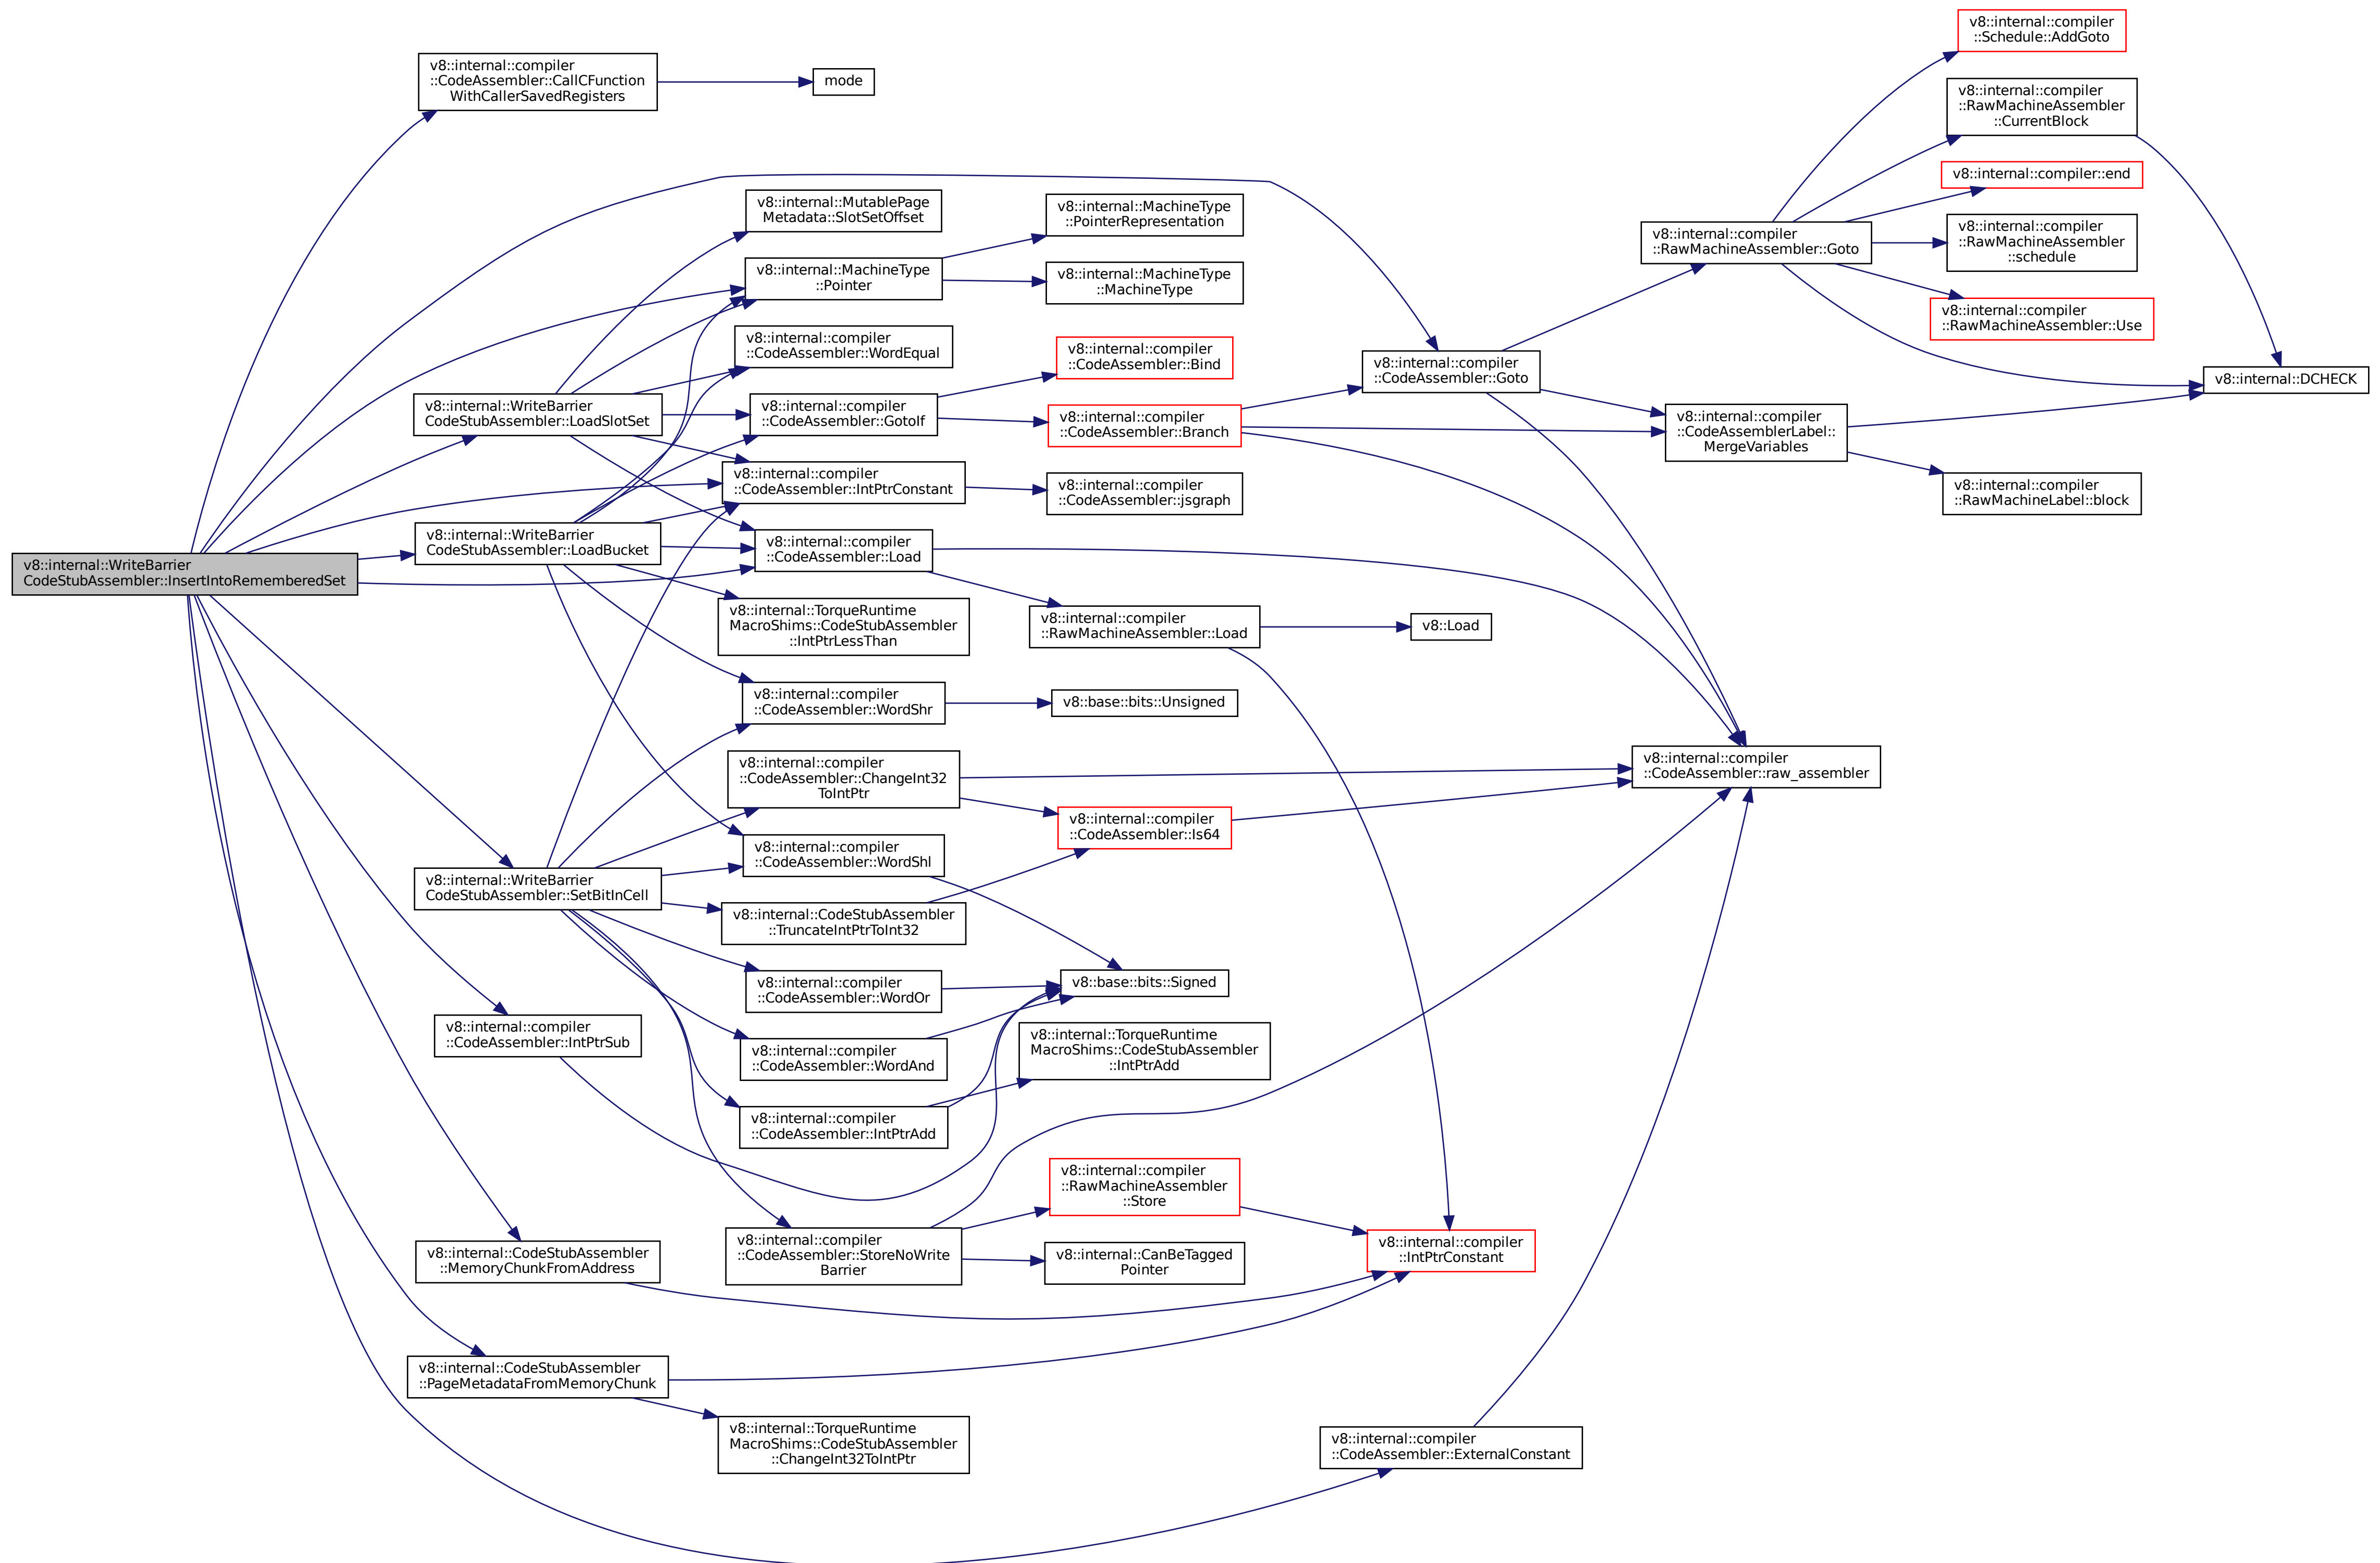 v8::internal::WriteBarrier
CodeStubAssembler::InsertIntoRememberedSet
v8::internal::compiler
::CodeAssembler::CallCFunction
WithCallerSavedRegisters
mode
v8::internal::MutablePage
Metadata::SlotSetOffset
v8::internal::MachineType
::Pointer
v8::internal::MachineType
::PointerRepresentation
v8::internal::MachineType
::MachineType
v8::internal::compiler
::CodeAssembler::WordEqual
v8::internal::WriteBarrier
CodeStubAssembler::LoadSlotSet
v8::internal::compiler
::CodeAssembler::GotoIf
v8::internal::compiler
::CodeAssembler::Bind
v8::internal::compiler
::CodeAssembler::Branch
v8::internal::compiler
::CodeAssembler::Goto
v8::internal::compiler
::RawMachineAssembler::Goto
v8::internal::compiler
::Schedule::AddGoto
v8::internal::compiler
::RawMachineAssembler
::CurrentBlock
v8::internal::compiler::end
v8::internal::compiler
::RawMachineAssembler
::schedule
v8::internal::compiler
::RawMachineAssembler::Use
v8::internal::DCHECK
v8::internal::compiler
::CodeAssemblerLabel::
MergeVariables
v8::internal::compiler
::RawMachineLabel::block
v8::internal::compiler
::CodeAssembler::IntPtrConstant
v8::internal::compiler
::CodeAssembler::jsgraph
v8::internal::WriteBarrier
CodeStubAssembler::LoadBucket
v8::internal::compiler
::CodeAssembler::Load
v8::internal::TorqueRuntime
MacroShims::CodeStubAssembler
::IntPtrLessThan
v8::internal::compiler
::RawMachineAssembler::Load
v8::Load
v8::internal::compiler
::CodeAssembler::WordShr
v8::base::bits::Unsigned
v8::internal::compiler
::CodeAssembler::ChangeInt32
ToIntPtr
v8::internal::compiler
::CodeAssembler::raw_assembler
v8::internal::compiler
::CodeAssembler::Is64
v8::internal::compiler
::CodeAssembler::WordShl
v8::internal::WriteBarrier
CodeStubAssembler::SetBitInCell
v8::internal::CodeStubAssembler
::TruncateIntPtrToInt32
v8::internal::compiler
::CodeAssembler::WordOr
v8::base::bits::Signed
v8::internal::compiler
::CodeAssembler::IntPtrSub
v8::internal::compiler
::CodeAssembler::WordAnd
v8::internal::TorqueRuntime
MacroShims::CodeStubAssembler
::IntPtrAdd
v8::internal::compiler
::CodeAssembler::IntPtrAdd
v8::internal::compiler
::RawMachineAssembler
::Store
v8::internal::compiler
::CodeAssembler::StoreNoWrite
Barrier
v8::internal::CanBeTagged
Pointer
v8::internal::compiler
::IntPtrConstant
v8::internal::CodeStubAssembler
::MemoryChunkFromAddress
v8::internal::CodeStubAssembler
::PageMetadataFromMemoryChunk
v8::internal::TorqueRuntime
MacroShims::CodeStubAssembler
::ChangeInt32ToIntPtr
v8::internal::compiler
::CodeAssembler::ExternalConstant